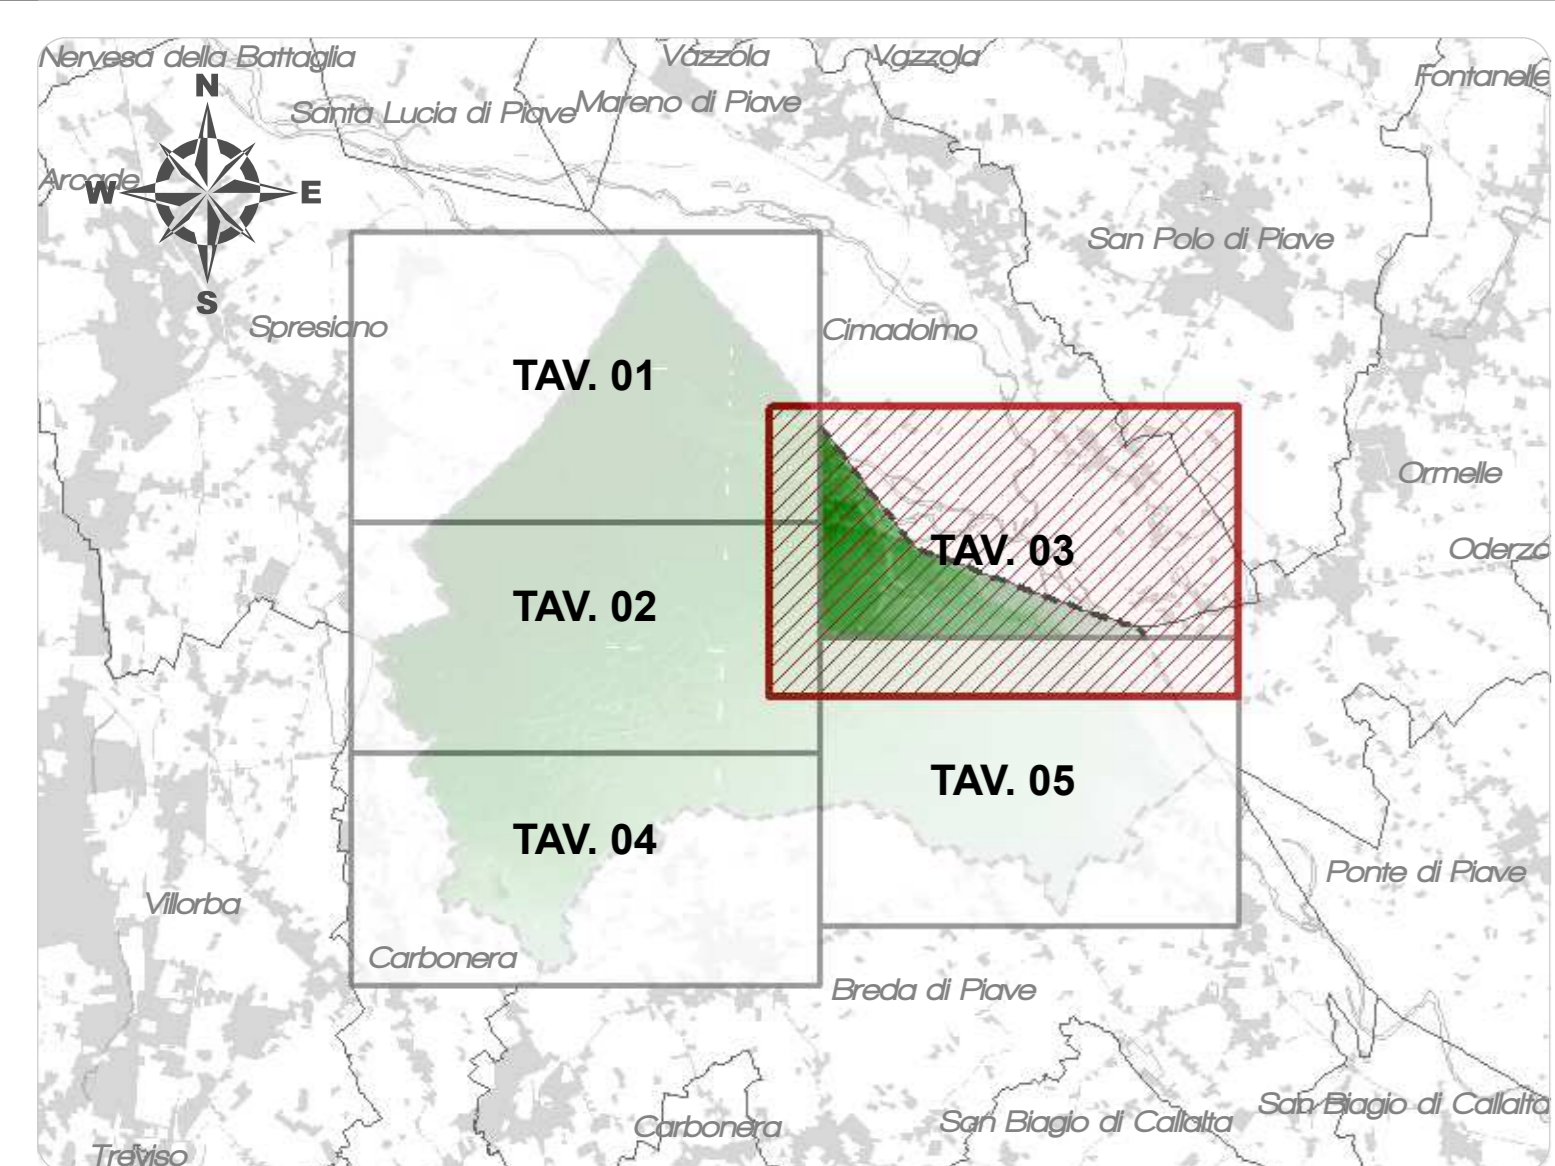 Nervesa della Battaglia
Vazzola
Vazzola
Fontanelle
N
Santa Lucia di Piave
Mareno di Piave
Arcade
W
E
San Polo di Piave
S
Spresiano
Cimadolmo
TAV. 01
Ormelle
TAV. 03
Oderzo
TAV. 02
TAV. 05
TAV. 04
Ponte di Piave
Villorba
Carbonera
Breda di Piave
San Biagio di Callalta
San Biagio di Callalta
Carbonera
Treviso